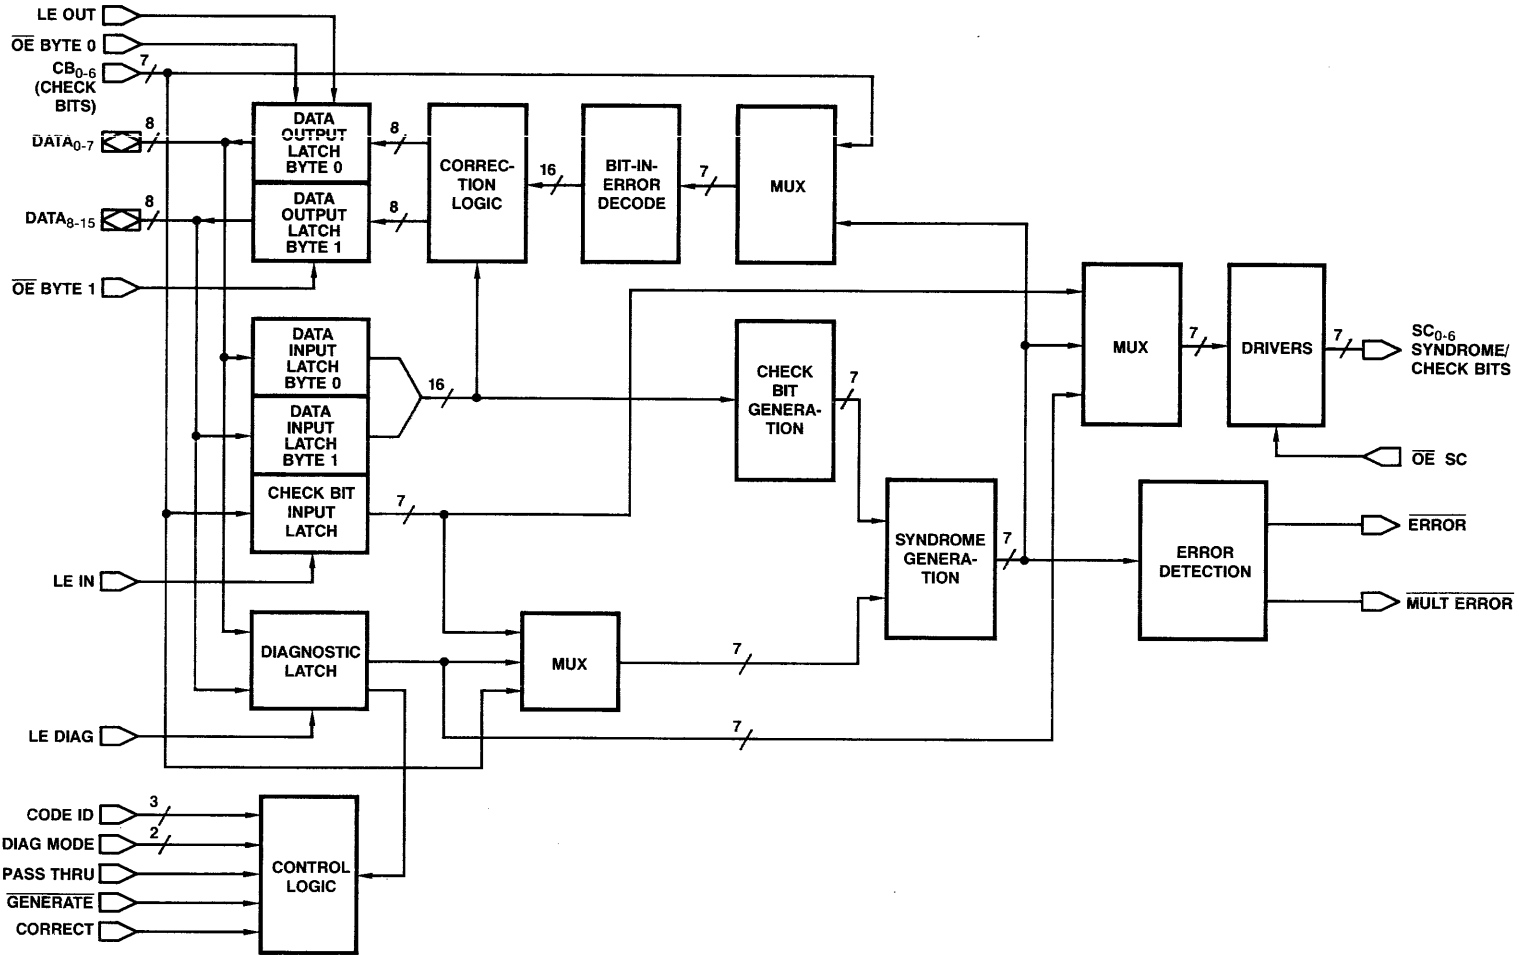 LE OUT
OE BYTE 0
CB0-6
(CHECK
BITS)
7
DATA0-7
8
DATA8-15
8
OE BYTE 1
DATA
OUTPUT
LATCH
BYTE 0
DATA
OUTPUT
LATCH
BYTE 1
8
8
CORREC-
TION
LOGIC
16
BIT-IN-
ERROR
DECODE
7
MUX
DATA
INPUT
LATCH
BYTE 0
DATA
INPUT
LATCH
BYTE 1
CHECK BIT
INPUT
LATCH
16
7
LE IN
CHECK
BIT
GENERA-
TION
7
MUX
7
DRIVERS
7
SC0-6
SYNDROME/
CHECK BITS
OE SC
SYNDROME
GENERA-
TION
7
ERROR
DETECTION
ERROR
MULT ERROR
DIAGNOSTIC
LATCH
MUX
7
7
LE DIAG
CODE ID
3
DIAG MODE
2
PASS THRU
GENERATE
CORRECT
CONTROL
LOGIC